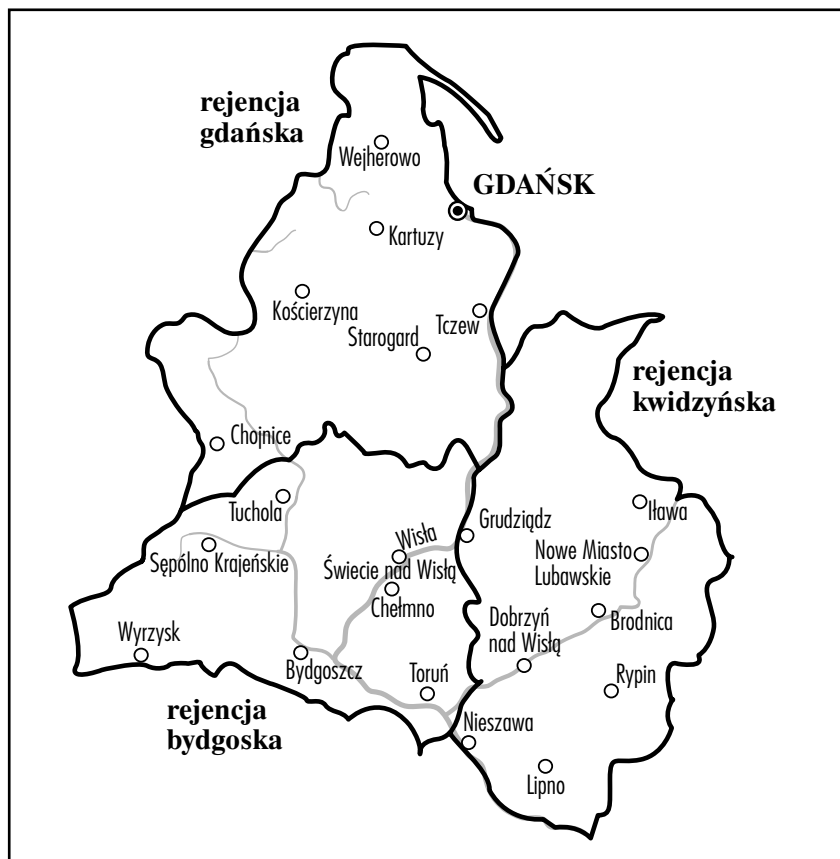 rejencja
gdańska
Wejherowo
GDAŃSK
Kartuzy
Kościerzyna
Tczew
Starogard
rejencja
kwidzyńska
Chojnice
Tuchola
Iława
Grudziądz
Wisła
Sępólno Krajeńskie
Nowe Miasto
Lubawskie
Świecie nad Wisłą
Chełmno
Dobrzyń
nad Wisłą
Brodnica
Wyrzysk
Bydgoszcz
Toruń
Rypin
rejencja
bydgoska
Nieszawa
Lipno